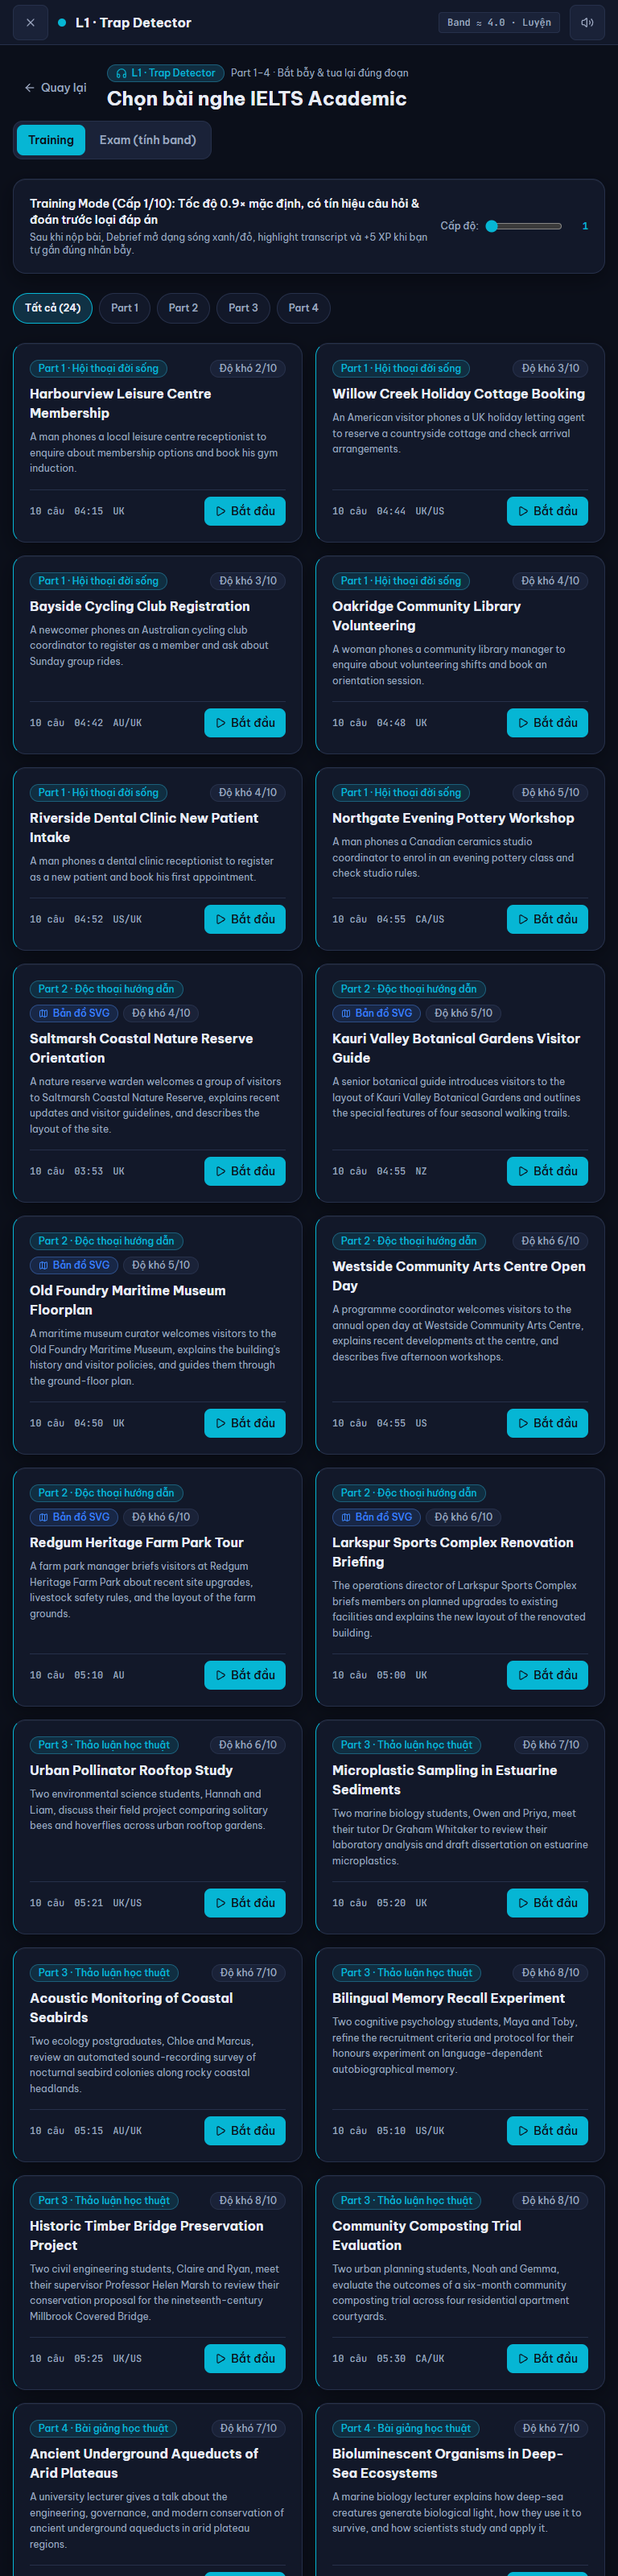 L1 · Trap Detector
Band ≈ 4.0 · Luyện
Quay lại
L1 · Trap Detector
Part 1–4 · Bắt bẫy & tua lại đúng đoạn
Chọn bài nghe IELTS Academic
Training
Exam (tính band)
Training Mode (Cấp 1/10): Tốc độ 0.9× mặc định, có tín hiệu câu hỏi &
đoán trước loại đáp án
Sau khi nộp bài, Debrief mở dạng sóng xanh/đỏ, highlight transcript và +5 XP khi bạn
tự gắn đúng nhãn bẫy.
Cấp độ:
1
Tất cả (24)
Part 1
Part 2
Part 3
Part 4
Part 1 · Hội thoại đời sống
Độ khó 2/10
Harbourview Leisure Centre
Membership
A man phones a local leisure centre receptionist to
enquire about membership options and book his gym
induction.
10 câu 04:15 UK
Bắt đầu
Part 1 · Hội thoại đời sống
Độ khó 3/10
Willow Creek Holiday Cottage Booking
An American visitor phones a UK holiday letting agent
to reserve a countryside cottage and check arrival
arrangements.
10 câu 04:44 UK/US
Bắt đầu
Part 1 · Hội thoại đời sống
Độ khó 3/10
Bayside Cycling Club Registration
A newcomer phones an Australian cycling club
coordinator to register as a member and ask about
Sunday group rides.
10 câu 04:42 AU/UK
Bắt đầu
Part 1 · Hội thoại đời sống
Độ khó 4/10
Oakridge Community Library
Volunteering
A woman phones a community library manager to
enquire about volunteering shifts and book an
orientation session.
10 câu 04:48 UK
Bắt đầu
Part 1 · Hội thoại đời sống
Độ khó 4/10
Riverside Dental Clinic New Patient
Intake
A man phones a dental clinic receptionist to register
as a new patient and book his first appointment.
10 câu 04:52 US/UK
Bắt đầu
Part 1 · Hội thoại đời sống
Độ khó 5/10
Northgate Evening Pottery Workshop
A man phones a Canadian ceramics studio
coordinator to enrol in an evening pottery class and
check studio rules.
10 câu 04:55 CA/US
Bắt đầu
Part 2 · Độc thoại hướng dẫn
Bản đồ SVG
Độ khó 4/10
Saltmarsh Coastal Nature Reserve
Orientation
A nature reserve warden welcomes a group of visitors
to Saltmarsh Coastal Nature Reserve, explains recent
updates and visitor guidelines, and describes the
layout of the site.
10 câu 03:53 UK
Bắt đầu
Part 2 · Độc thoại hướng dẫn
Bản đồ SVG
Độ khó 5/10
Kauri Valley Botanical Gardens Visitor
Guide
A senior botanical guide introduces visitors to the
layout of Kauri Valley Botanical Gardens and outlines
the special features of four seasonal walking trails.
10 câu 04:55 NZ
Bắt đầu
Part 2 · Độc thoại hướng dẫn
Bản đồ SVG
Độ khó 5/10
Old Foundry Maritime Museum
Floorplan
A maritime museum curator welcomes visitors to the
Old Foundry Maritime Museum, explains the building's
history and visitor policies, and guides them through
the ground-floor plan.
10 câu 04:50 UK
Bắt đầu
Part 2 · Độc thoại hướng dẫn
Độ khó 6/10
Westside Community Arts Centre Open
Day
A programme coordinator welcomes visitors to the
annual open day at Westside Community Arts Centre,
explains recent developments at the centre, and
describes five afternoon workshops.
10 câu 04:55 US
Bắt đầu
Part 2 · Độc thoại hướng dẫn
Bản đồ SVG
Độ khó 6/10
Redgum Heritage Farm Park Tour
A farm park manager briefs visitors at Redgum
Heritage Farm Park about recent site upgrades,
livestock safety rules, and the layout of the farm
grounds.
10 câu 05:10 AU
Bắt đầu
Part 2 · Độc thoại hướng dẫn
Bản đồ SVG
Độ khó 6/10
Larkspur Sports Complex Renovation
Briefing
The operations director of Larkspur Sports Complex
briefs members on planned upgrades to existing
facilities and explains the new layout of the renovated
building.
10 câu 05:00 UK
Bắt đầu
Part 3 · Thảo luận học thuật
Độ khó 6/10
Urban Pollinator Rooftop Study
Two environmental science students, Hannah and
Liam, discuss their field project comparing solitary
bees and hoverflies across urban rooftop gardens.
10 câu 05:21 UK/US
Bắt đầu
Part 3 · Thảo luận học thuật
Độ khó 7/10
Microplastic Sampling in Estuarine
Sediments
Two marine biology students, Owen and Priya, meet
their tutor Dr Graham Whitaker to review their
laboratory analysis and draft dissertation on estuarine
microplastics.
10 câu 05:20 UK
Bắt đầu
Part 3 · Thảo luận học thuật
Độ khó 7/10
Acoustic Monitoring of Coastal
Seabirds
Two ecology postgraduates, Chloe and Marcus,
review an automated sound-recording survey of
nocturnal seabird colonies along rocky coastal
headlands.
10 câu 05:15 AU/UK
Bắt đầu
Part 3 · Thảo luận học thuật
Độ khó 8/10
Bilingual Memory Recall Experiment
Two cognitive psychology students, Maya and Toby,
refine the recruitment criteria and protocol for their
honours experiment on language-dependent
autobiographical memory.
10 câu 05:10 US/UK
Bắt đầu
Part 3 · Thảo luận học thuật
Độ khó 8/10
Historic Timber Bridge Preservation
Project
Two civil engineering students, Claire and Ryan, meet
their supervisor Professor Helen Marsh to review their
conservation proposal for the nineteenth-century
Millbrook Covered Bridge.
10 câu 05:25 UK/US
Bắt đầu
Part 3 · Thảo luận học thuật
Độ khó 8/10
Community Composting Trial
Evaluation
Two urban planning students, Noah and Gemma,
evaluate the outcomes of a six-month community
composting trial across four residential apartment
courtyards.
10 câu 05:30 CA/UK
Bắt đầu
Part 4 · Bài giảng học thuật
Độ khó 7/10
Ancient Underground Aqueducts of
Arid Plateaus
A university lecturer gives a talk about the
engineering, governance, and modern conservation of
ancient underground aqueducts in arid plateau
regions.
Part 4 · Bài giảng học thuật
Độ khó 7/10
Bioluminescent Organisms in Deep-
Sea Ecosystems
A marine biology lecturer explains how deep-sea
creatures generate biological light, how they use it to
survive, and how scientists study and apply it.